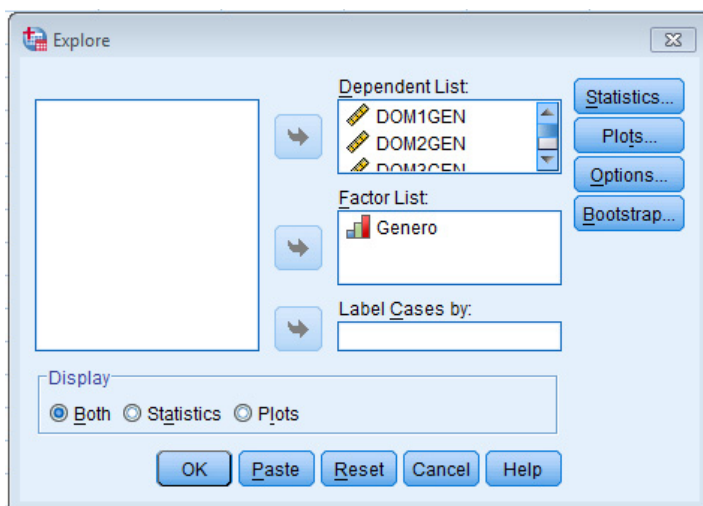 Explore
Dependent List:
DOM1GEN
DOM2GEN
DOM3GEN
Factor List:
Genero
Label Cases by:
Statistics...
Plots...
Options...
Bootstrap...
Display
Both Statistics Plots
OK Paste Reset Cancel Help